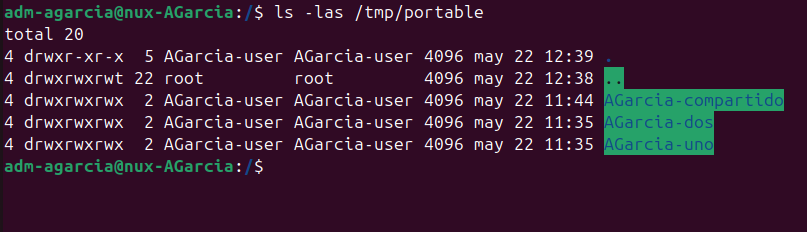 adm-agarcia@nux-AGarcia:/$ ls -las /tmp/portable
total 20
4 drwxr-xr-x  5 AGarcia-user AGarcia-user 4096 may 22 12:39 .
4 drwxrwxrwt 22 root         root         4096 may 22 12:38 ..
4 drwxrwxrwx  2 AGarcia-user AGarcia-user 4096 may 22 11:44 AGarcia-compartido
4 drwxrwxrwx  2 AGarcia-user AGarcia-user 4096 may 22 11:35 AGarcia-dos
4 drwxrwxrwx  2 AGarcia-user AGarcia-user 4096 may 22 11:35 AGarcia-uno
adm-agarcia@nux-AGarcia:/$